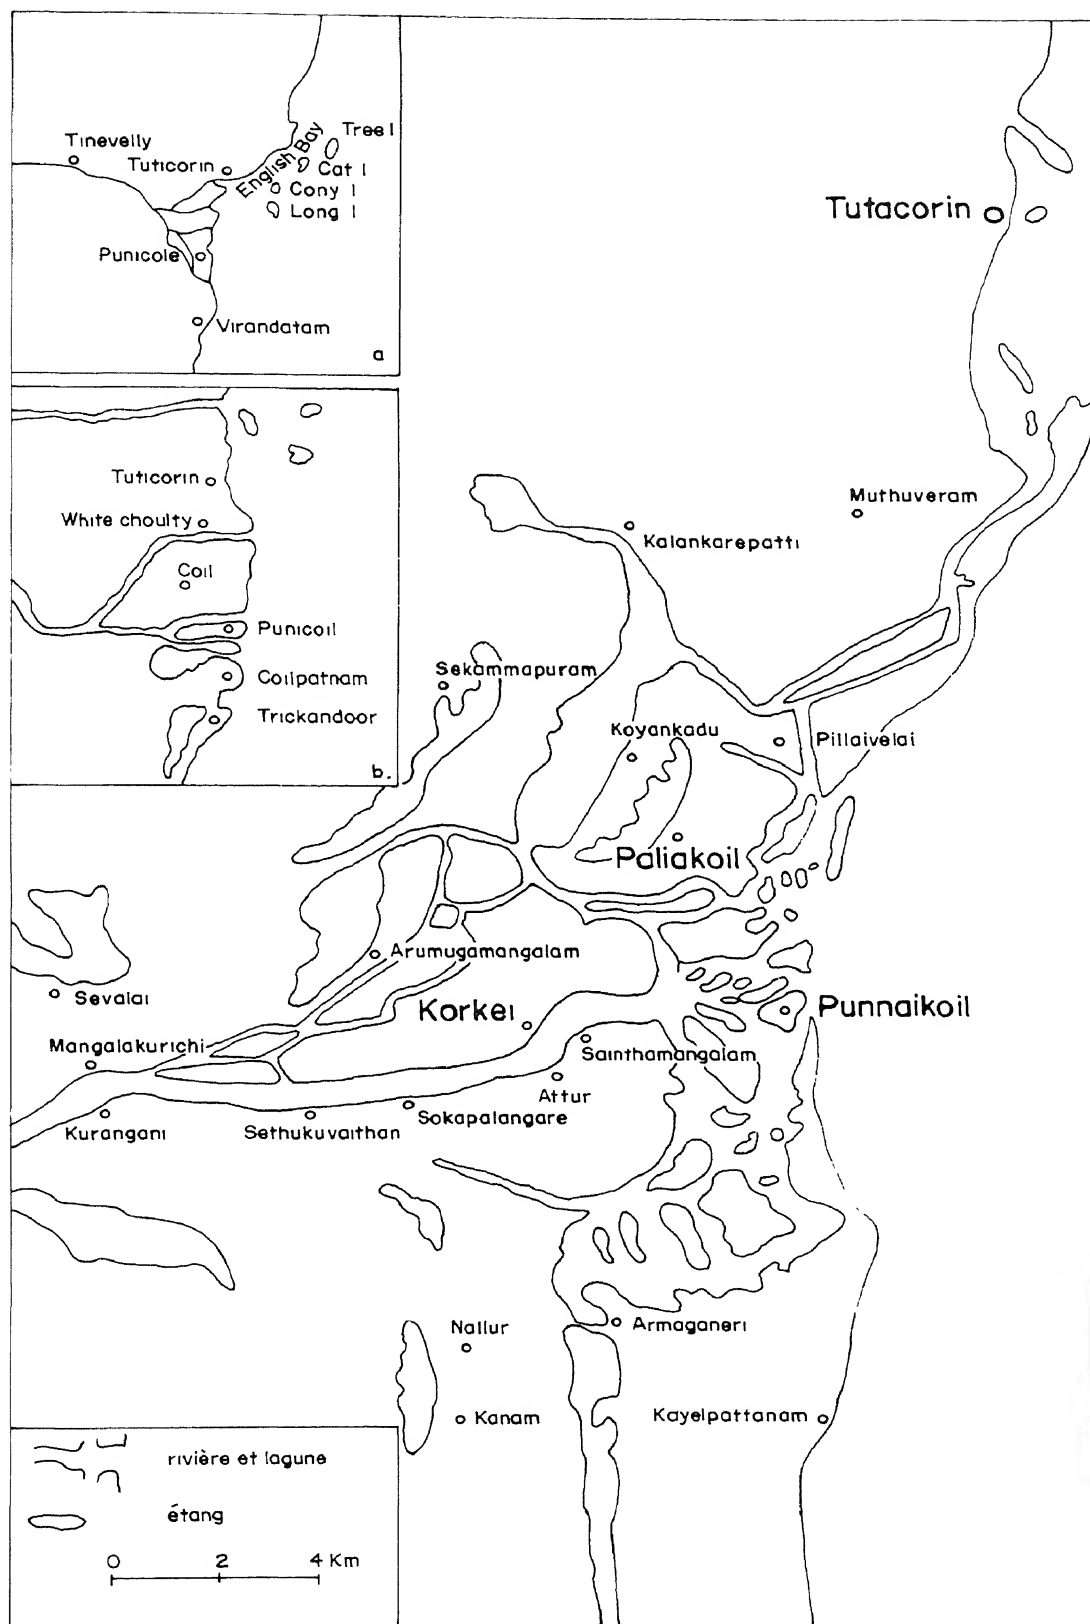 Tinevelly
Tuticorin
English Bay
Tree I
Cat I
Cony I
Long I
Punicole
Virandatam
a
Tuticorin
White choulty
Coil
Punicoil
Coilpatnam
Trickandoor
b.
Tutacorin
Muthuveram
Kalankarepatti
Sekammapuram
Koyankadu
Pillaivelai
Paliakoil
Arumugamangalam
Sevalai
Korkei
Punnaikoil
Mangalakurichi
Sainthamangalam
Attur
Kurangani
Sethukuvaithan
Sokapalangare
Nallur
Armaganeri
Kanam
Kayelpattanam
rivière et lagune
étang
0 2 4 Km